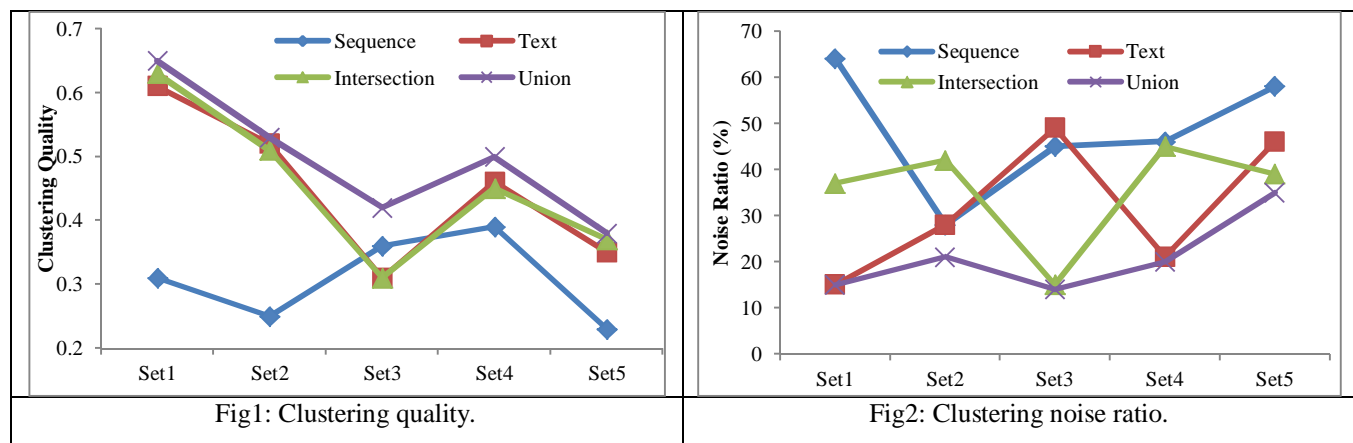 0.7
0.6
0.5
0.4
0.3
0.2
Clustering Quality
Sequence Text
Intersection Union
Set1 Set2 Set3 Set4 Set5
Fig1: Clustering quality.
70
60
50
40
30
20
10
0
Noise Ratio (%)
Sequence Text
Intersection Union
Set1 Set2 Set3 Set4 Set5
Fig2: Clustering noise ratio.